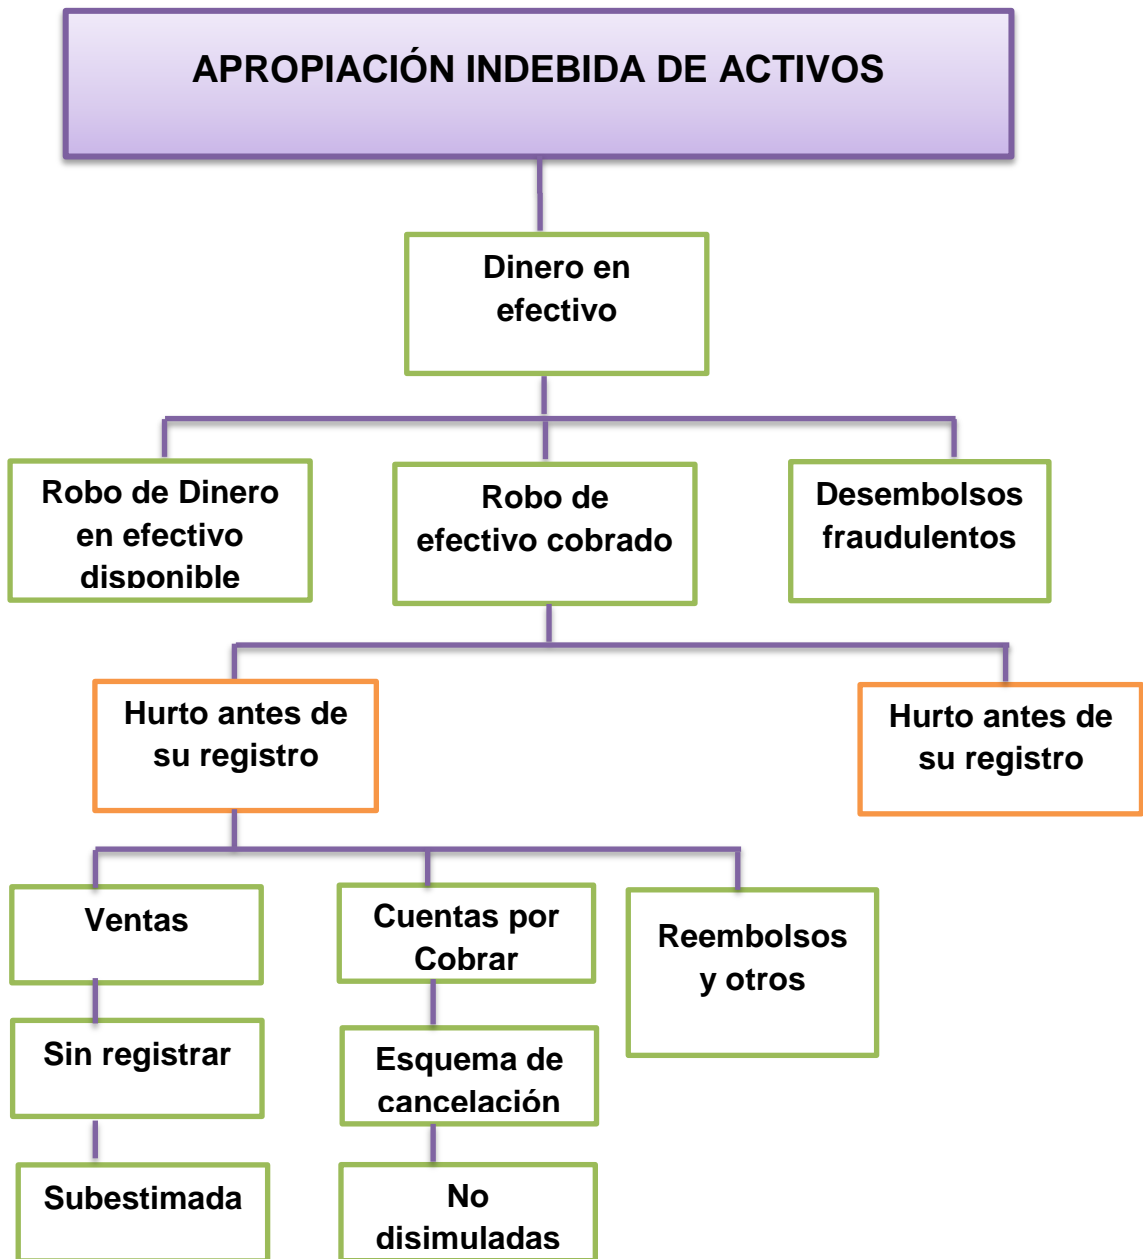 APROPIACIÓN INDEBIDA DE ACTIVOS
Dinero en
efectivo
Robo de Dinero
en efectivo
disponible
Robo de
efectivo cobrado
Desembolsos
fraudulentos
Hurto antes de
su registro
Hurto antes de
su registro
Ventas
Cuentas por
Cobrar
Reembolsos
y otros
Sin registrar
Esquema de
cancelación
Subestimada
No
disimuladas